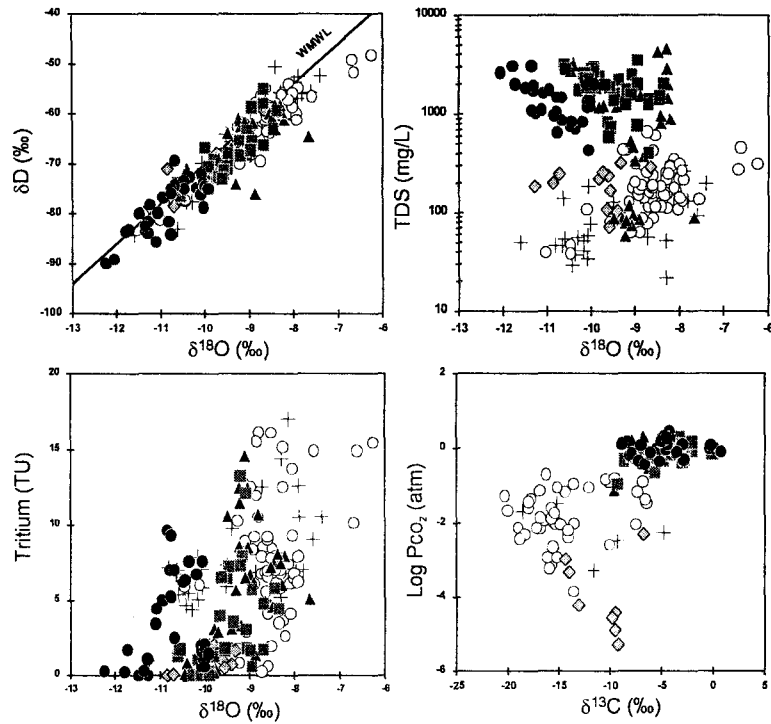 -40
-50
-60
-70
-80
-90
-100
δD (‰)
WMWL
-13 -12 -11 -10 -9 -8 -7 -6
δ18O (‰)
10000
1000
100
10
TDS (mg/L)
-13 -12 -11 -10 -9 -8 -7 -6
δ18O (‰)
20
15
10
5
0
Tritium (TU)
-13 -12 -11 -10 -9 -8 -7 -6
δ18O (‰)
2
0
-2
-4
-6
Log Pco2 (atm)
-25 -20 -15 -10 -5 0 5
δ13C (‰)